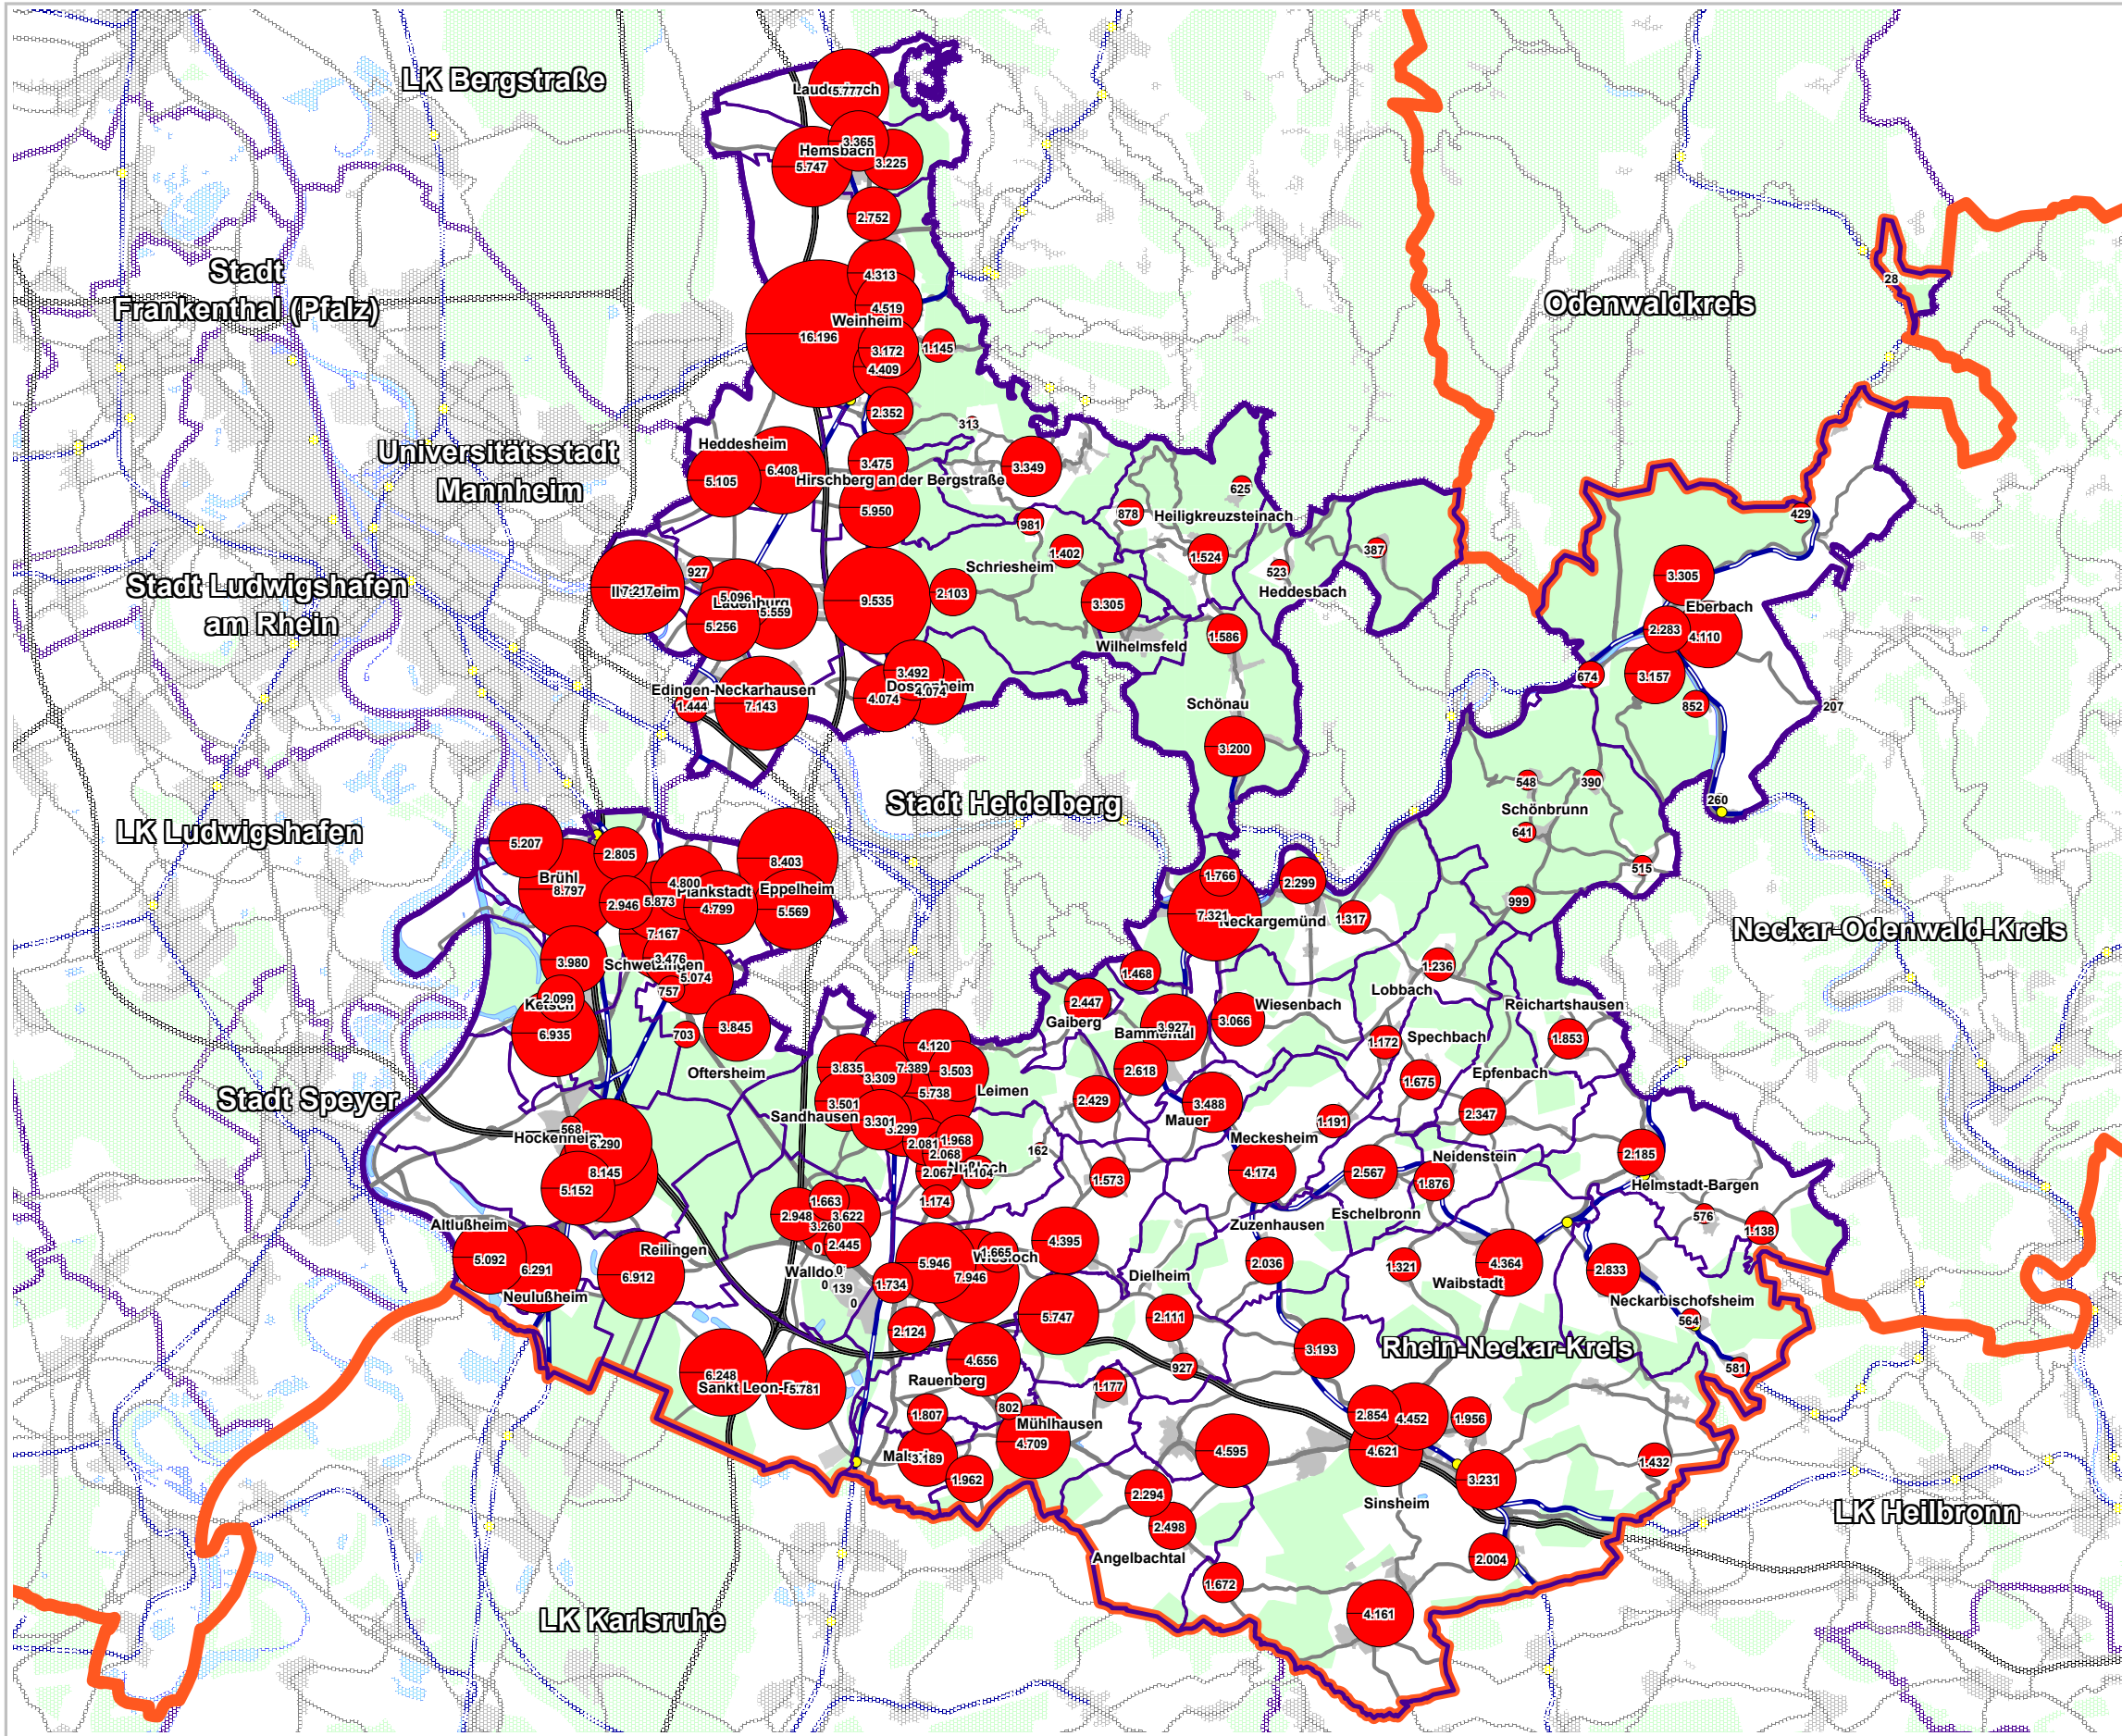 LK Bergstraße
5.777
3.365
Hemsbach
5.747
3.225
2.752
Stadt
Frankenthal (Pfalz)
4.313
28
Odenwaldkreis
4.519
Weinheim
16.196
3.172
1.145
4.409
2.352
313
Heddesheim
Universitätsstadt
Mannheim
6.408
3.475
3.349
5.105
Hirschberg an der Bergstraße
625
5.950
878
Heiligkreuzsteinach
981
429
1.402
1.524
387
Schriesheim
927
523
3.305
Stadt Ludwigshafen
am Rhein
7.217
5.096
2.103
Heddesbach
9.535
3.305
Ladenburg
5.559
Eberbach
5.256
1.586
2.283
4.110
Wilhelmsfeld
3.492
674
3.157
Edingen-Neckarhausen
4.074
4.074
1.444
7.143
Schönau
852
207
3.200
548
390
Stadt Heidelberg
260
Schönbrunn
LK Ludwigshafen
641
5.207
2.805
8.403
515
Brühl
1.766
8.797
4.800
Plankstadt
Eppelheim
2.299
5.873
2.946
4.799
5.569
999
7.321
Neckargemünd
1.317
Neckar-Odenwald-Kreis
7.167
3.980
3.476
Schwetzingen
5.074
1.468
1.236
757
Lobbach
2.099
Ketsch
2.447
Wiesenbach
Reichartshausen
6.935
703
3.845
Gaiberg
3.927
3.066
Bammental
1.172
Spechbach
1.853
4.120
3.835
7.389
3.503
3.309
Oftersheim
2.618
1.675
Epfenbach
5.738
Leimen
Stadt Speyer
3.501
2.429
3.488
2.347
Sandhausen
3.301
3.299
Mauer
1.191
568
Hockenheim
6.290
2.081
1.968
Meckesheim
2.068
162
Neidenstein
2.185
8.145
2.067
Nußloch
1.104
1.573
4.174
2.567
1.876
5.152
1.174
Helmstadt-Bargen
1.663
2.948
3.622
Eschelbronn
576
Altlußheim
3.260
Zuzenhausen
1.138
4.395
0
2.445
Reilingen
1.665
Wiesloch
5.092
6.291
5.946
2.036
1.321
4.364
2.833
6.912
0
7.946
Dielheim
Waibstadt
0
139
1.734
Neulußheim
0
Neckarbischofsheim
5.747
2.111
564
2.124
3.193
Rhein-Neckar-Kreis
4.656
927
581
6.248
Rauenberg
5.781
1.177
802
1.807
2.854
4.452
1.956
Mühlhausen
4.709
4.595
4.621
3.189
1.432
1.962
3.231
2.294
Sinsheim
LK Heilbronn
2.498
Angelbachtal
2.004
1.672
4.161
LK Karlsruhe